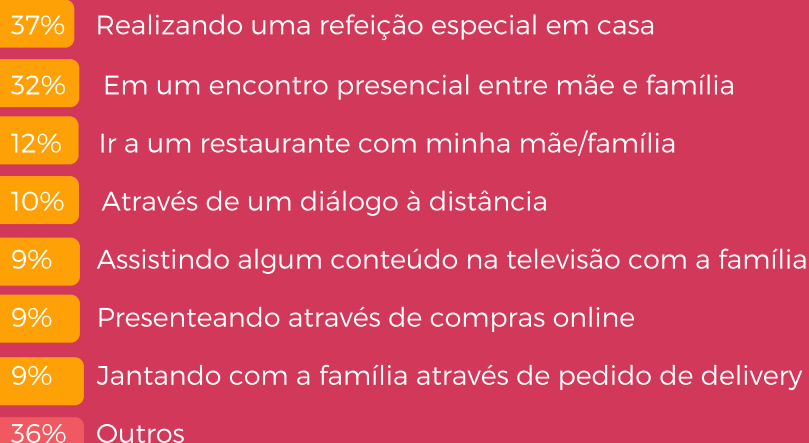 37% Realizando uma refeição especial em casa
32% Em um encontro presencial entre mãe e família
12% Ir a um restaurante com minha mãe/família
10% Através de um diálogo à distância
9% Assistindo algum conteúdo na televisão com a família
9% Presenteando através de compras online
9% Jantando com a família através de pedido de delivery
36% Outros